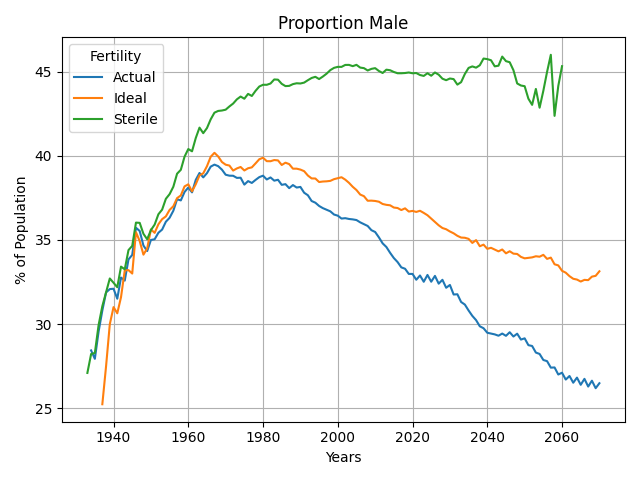 Proportion Male
Fertility
Actual
Ideal
Sterile
% of Population
45
40
35
30
25
1940 1960 1980 2000 2020 2040 2060
Years